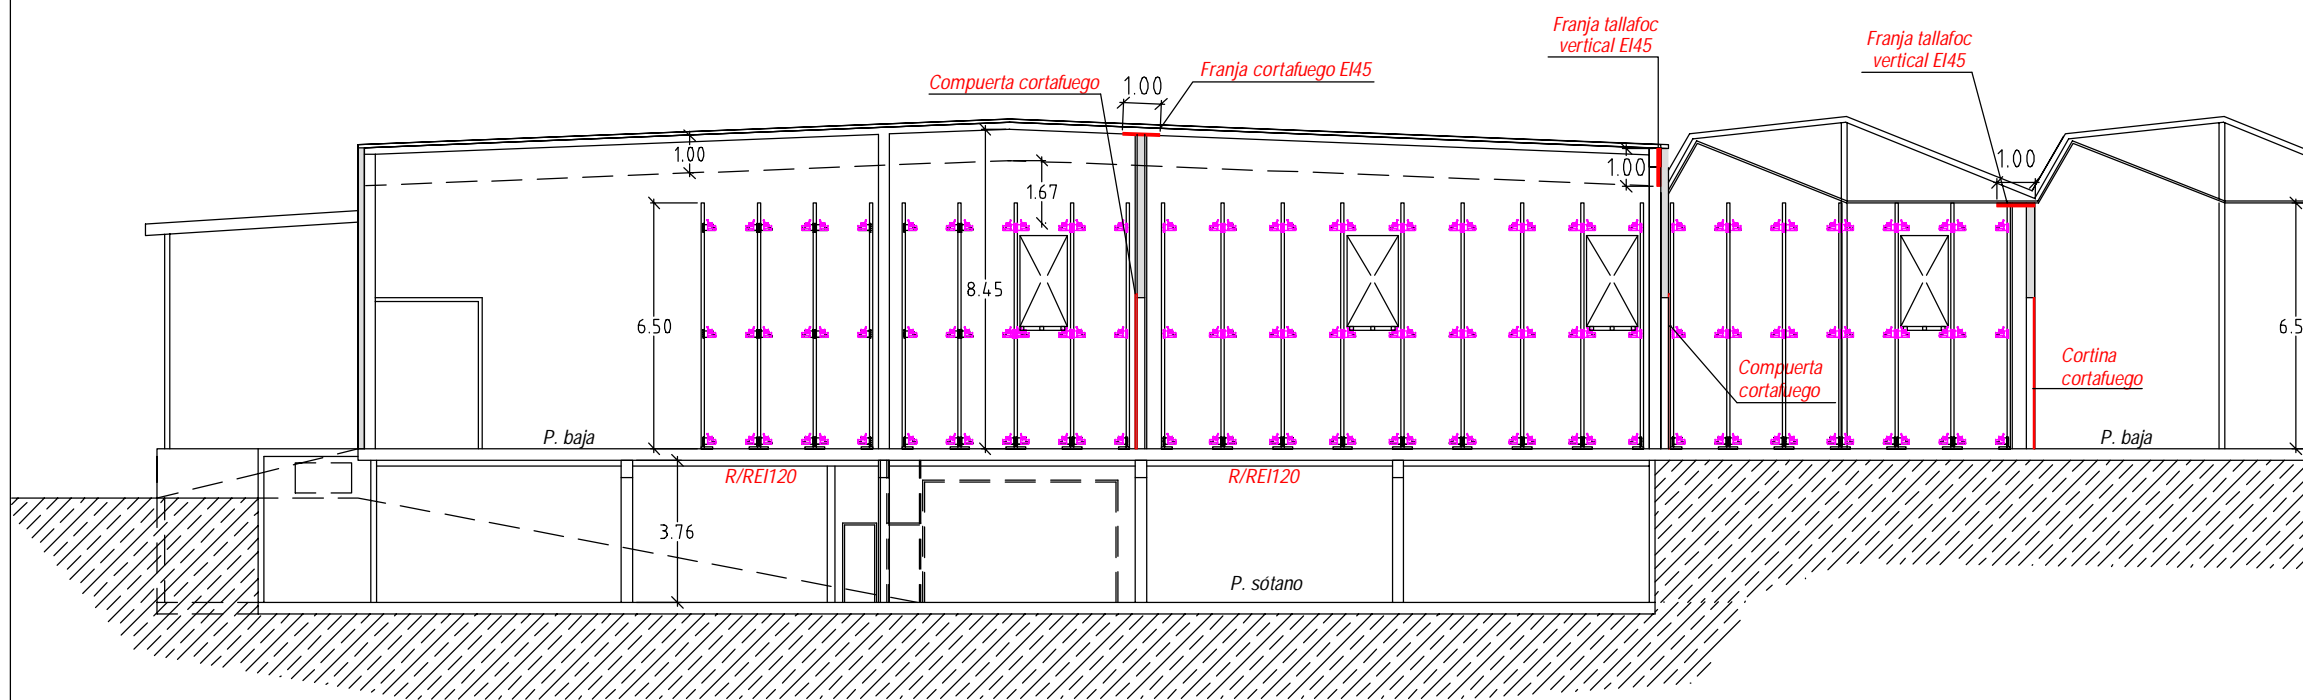 Franja tallafoc
vertical EI45
Franja tallafoc
vertical EI45
Compuerta cortafuego
Franja cortafuego EI45
1.00
1.00
1.00
1.00
1.67
8.45
6.50
6.5
Compuerta
cortafuego
Cortina
cortafuego
P. baja
P. baja
R/REI120
R/REI120
3.76
P. sótano